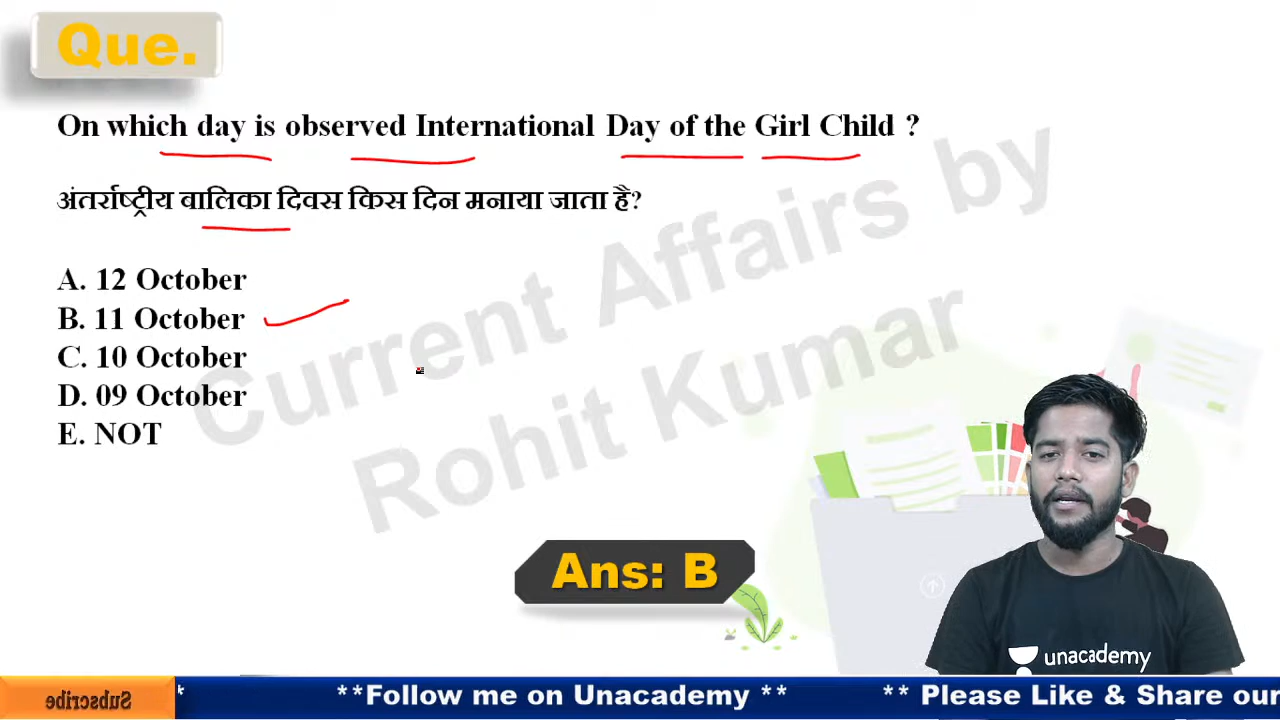 Que.
On which day is observed International Day of the Girl Child ?
अंतर्राष्ट्रीय बालिका दिवस किस दिन मनाया जाता है?
A. 12 October
B. 11 October
C. 10 October
D. 09 October
E. NOT
Current Affairs by
Rohit Kumar
Ans: B
unacademy
Subscribe
* **Follow me on Unacademy ** ** Please Like & Share our